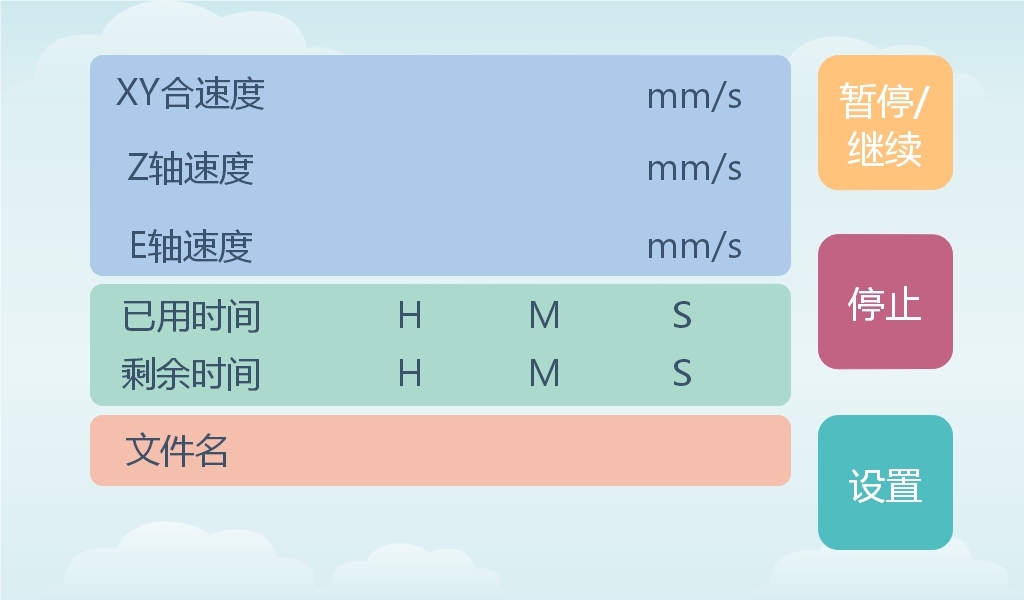 XY合速度 mm/s
Z轴速度 mm/s
E轴速度 mm/s
已用时间 H M S
剩余时间 H M S
文件名
暂停/
继续
停止
设置